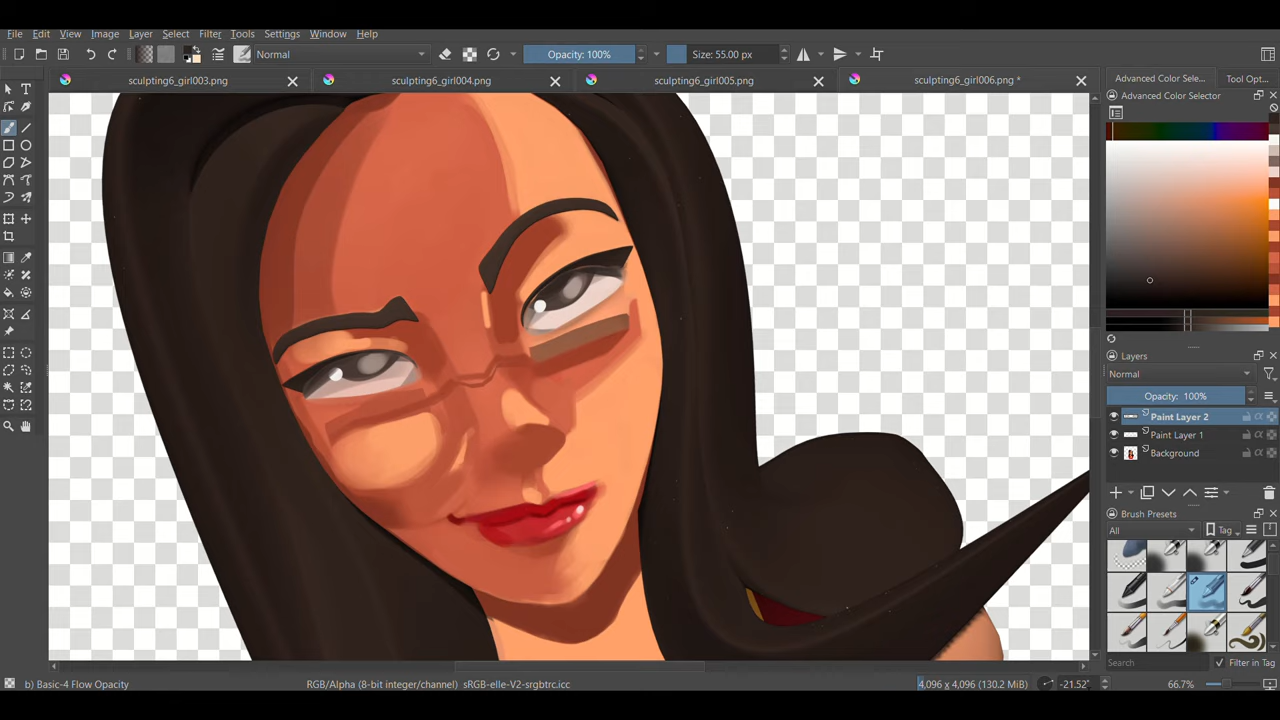 File Edit View Image Layer Select Filter Tools Settings Window Help
Normal Opacity: 100% Size: 55.00 px
sculpting6_girl003.png sculpting6_girl004.png sculpting6_girl005.png sculpting6_girl006.png *
Advanced Color Sele... Tool Opt...
Advanced Color Selector
Layers
Normal
Opacity: 100%
Paint Layer 2
Paint Layer 1
Background
Brush Presets
All Tag
Search Filter in Tag
b) Basic-4 Flow Opacity RGB/Alpha (8-bit integer/channel) sRGB-elle-V2-srgbtrc.icc 4,096 x 4,096 (130.2 MiB) -21.52° 66.7%